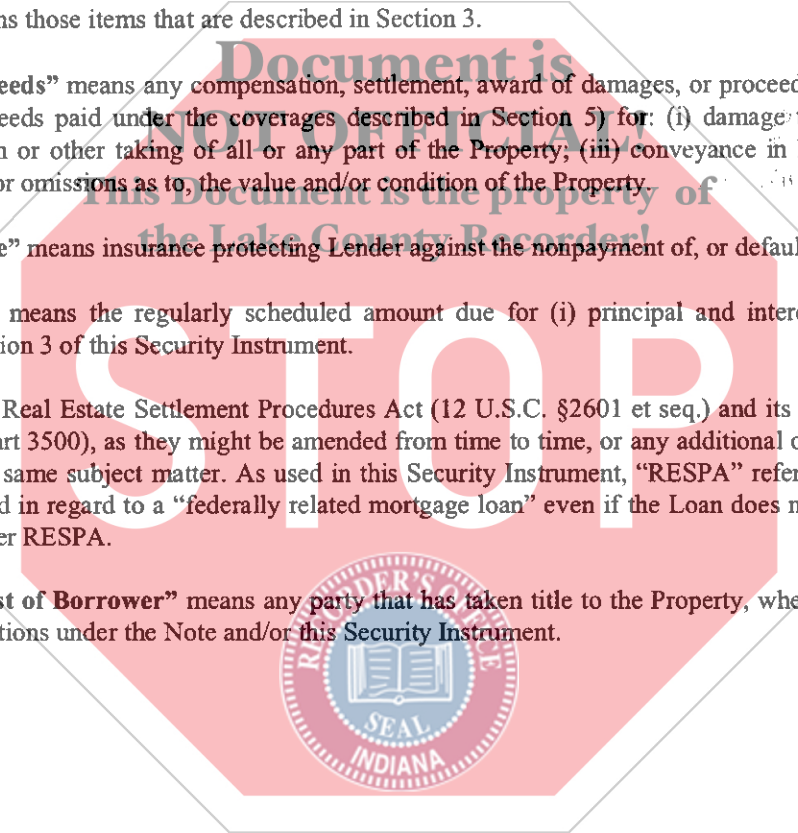 ns those items that are described in Section 3.
Document is
eeds” means any compensation, settlement, award of damages, or proceed
eeds paid under the coverages described in Section 5) for: (i) damage
NOT OFFICIAL!
n or other taking of all or any part of the Property; (iii) conveyance in
or omissions as to, the value and/or condition of the Property.
This Document is the property of
the Lake County Recorder!
e” means insurance protecting Lender against the nonpayment of, or defaul
means the regularly scheduled amount due for (i) principal and intere
ion 3 of this Security Instrument.
STOP
Real Estate Settlement Procedures Act (12 U.S.C. §2601 et seq.) and its
art 3500), as they might be amended from time to time, or any additional o
same subject matter. As used in this Security Instrument, “RESPA” refer
d in regard to a “federally related mortgage loan” even if the Loan does n
er RESPA.
st of Borrower” means any party that has taken title to the Property, whe
tions under the Note and/or this Security Instrument.
RECORDER'S OFFICE
SEAL
INDIANA